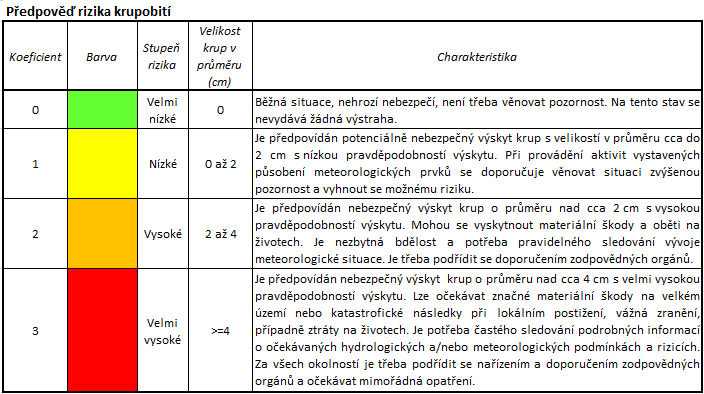 Předpověď rizika krupobití
Koeficient
Barva
Stupeň
rizika
Velikost
krup v
průměru
(cm)
Charakteristika
0
Velmi
nízké
0
Běžná situace, nehrozí nebezpečí, není třeba věnovat pozornost. Na tento stav se
nevydává žádná výstraha.
1
Nízké
0 až 2
Je předpovídán potenciálně nebezpečný výskyt krup s velikostí v průměru cca do
2 cm s nízkou pravděpodobností výskytu. Při provádění aktivit vystavených
působení meteorologických prvků se doporučuje věnovat situaci zvýšenou
pozornost a vyhnout se možnému riziku.
2
Vysoké
2 až 4
Je předpovídán nebezpečný výskyt krup o průměru nad cca 2 cm s vysokou
pravděpodobností výskytu. Mohou se vyskytnout materiální škody a oběti na
životech. Je nezbytná bdělost a potřeba pravidelného sledování vývoje
meteorologické situace. Je třeba podřídit se doporučením zodpovědných orgánů.
3
Velmi
vysoké
>=4
Je předpovídán nebezpečný výskyt krup o průměru nad cca 4 cm s velmi vysokou
pravděpodobností výskytu. Lze očekávat značné materiální škody na velkém
území nebo katastrofické následky při lokálním postižení, vážná zranění,
případně ztráty na životech. Je potřeba častého sledování podrobných informací
o očekávaných hydrologických a/nebo meteorologických podmínkách a rizicích.
Za všech okolností je třeba podřídit se nařízením a doporučením zodpovědných
orgánů a očekávat mimořádná opatření.